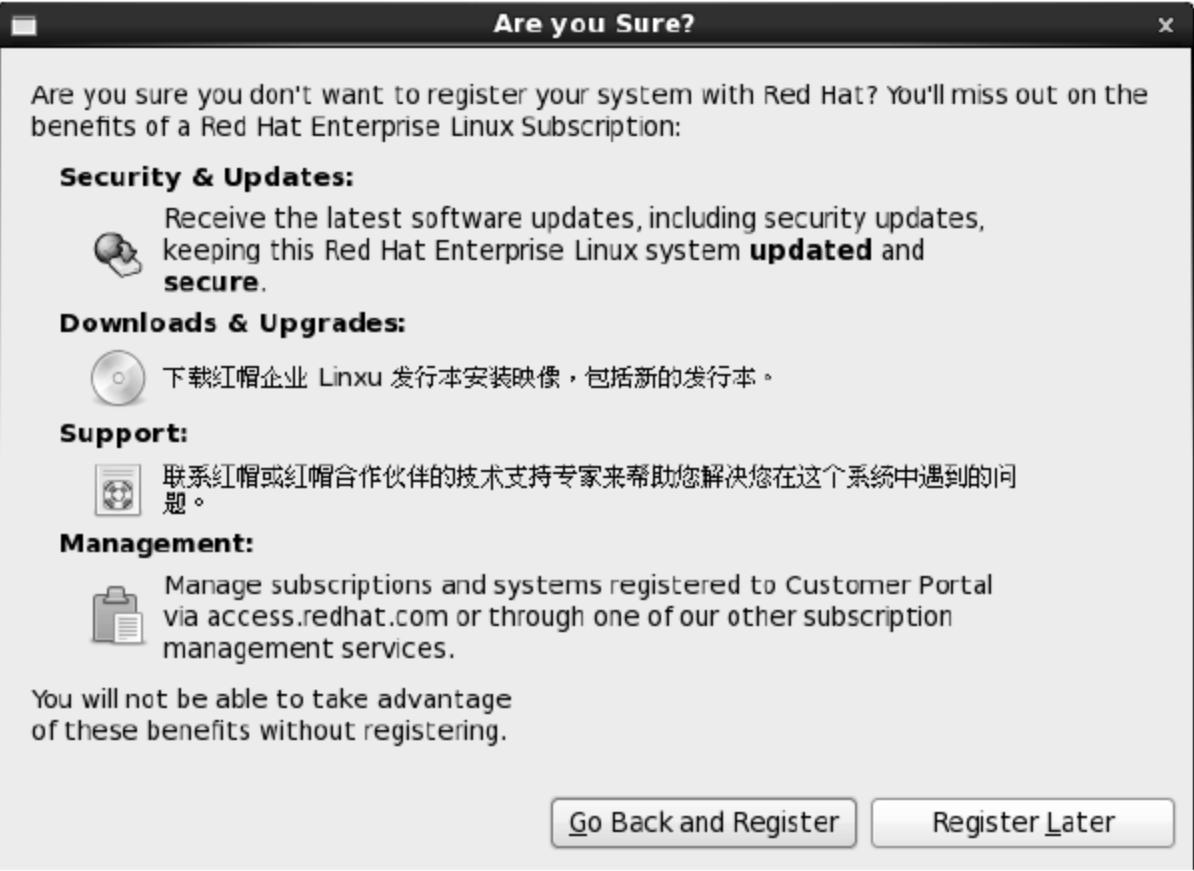 Are you Sure?
Are you sure you don't want to register your system with Red Hat? You'll miss out on the
benefits of a Red Hat Enterprise Linux Subscription:
Security & Updates:
Receive the latest software updates, including security updates,
keeping this Red Hat Enterprise Linux system updated and
secure.
Downloads & Upgrades:
下载红帽企业 Linxu 发行本安装映像，包括新的发行本。
Support:
联系红帽或红帽合作伙伴的技术支持专家来帮助您解决您在这个系统中遇到的问
题。
Management:
Manage subscriptions and systems registered to Customer Portal
via access.redhat.com or through one of our other subscription
management services.
You will not be able to take advantage
of these benefits without registering.
Go Back and Register
Register Later